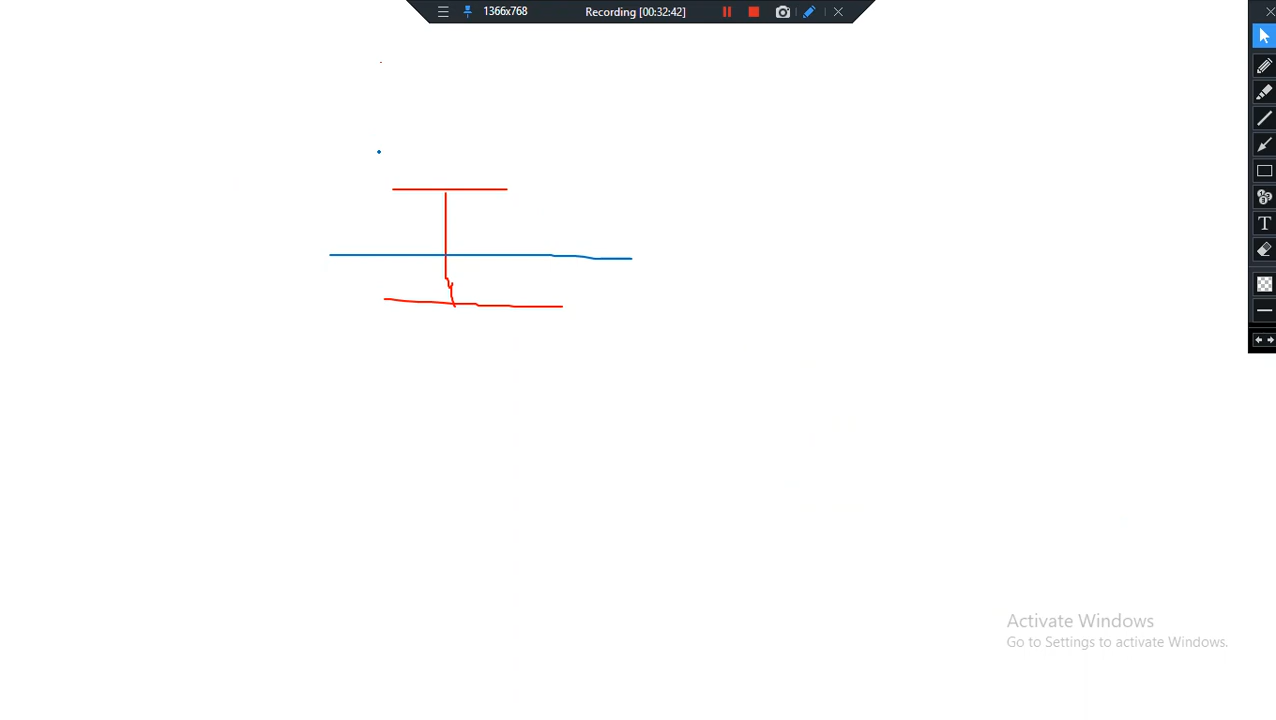 1366x768 Recording [00:32:42]
T
Activate Windows
Go to Settings to activate Windows.